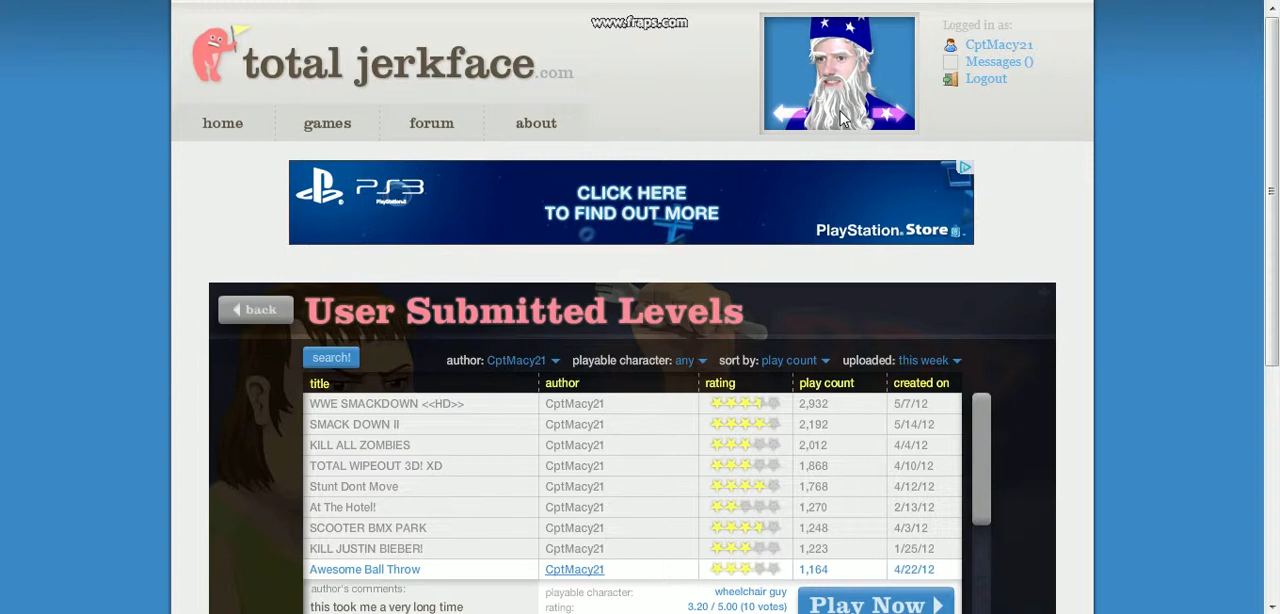 www.fraps.com
total jerkface.com
Logged in as:
CptMacy21
Messages ()
Logout
home games forum about
PS3
PlayStation 3
CLICK HERE
TO FIND OUT MORE
PlayStation.Store
back
User Submitted Levels
search! author: CptMacy21 playable character: any sort by: play count uploaded: this week
title author rating play count created on
WWE SMACKDOWN <<HD>> CptMacy21 2,932 5/7/12
SMACK DOWN II CptMacy21 2,192 5/14/12
KILL ALL ZOMBIES CptMacy21 2,012 4/4/12
TOTAL WIPEOUT 3D! XD CptMacy21 1,868 4/10/12
Stunt Dont Move CptMacy21 1,768 4/12/12
At The Hotel! CptMacy21 1,270 2/13/12
SCOOTER BMX PARK CptMacy21 1,248 4/3/12
KILL JUSTIN BIEBER! CptMacy21 1,223 1/25/12
Awesome Ball Throw CptMacy21 1,164 4/22/12
author's comments:
this took me a very long time
playable character: wheelchair guy
rating: 3.20 / 5.00 (10 votes)
Play Now